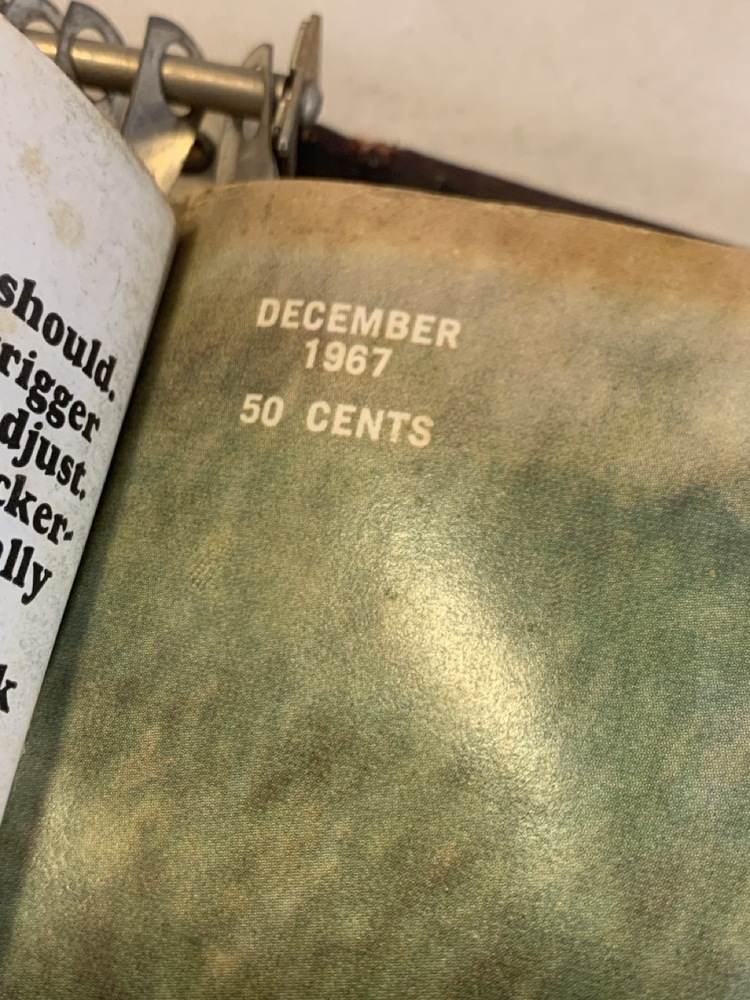 should.
rigger
djust.
cker-
lly
k
DECEMBER
1967
50 CENTS